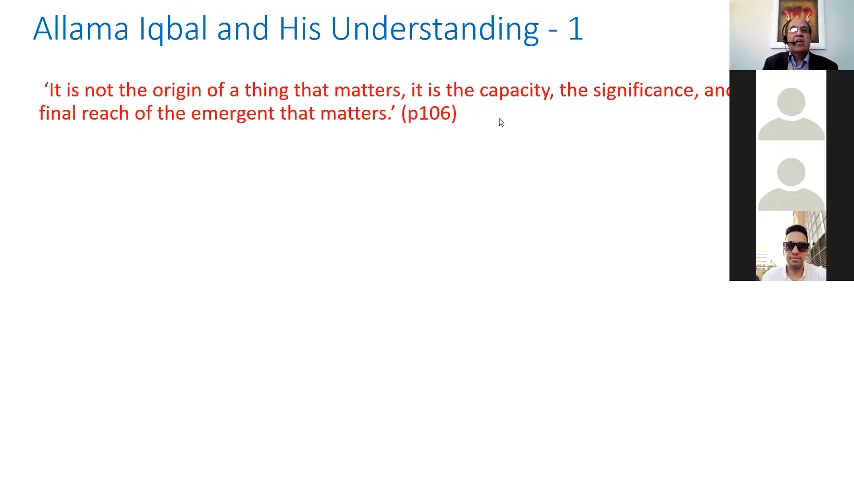 Allama Iqbal and His Understanding - 1
‘It is not the origin of a thing that matters, it is the capacity, the significance, and
final reach of the emergent that matters.’ (p106)